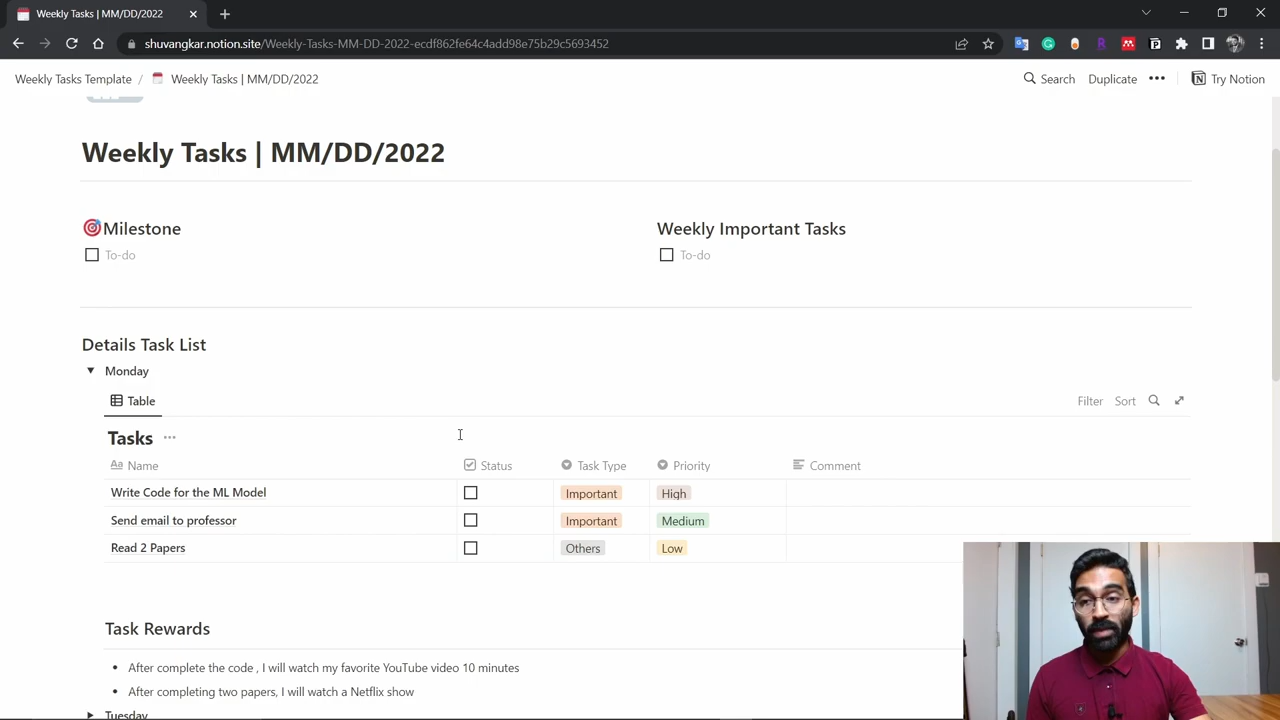 Weekly Tasks | MM/DD/2022
shuvangkar.notion.site/Weekly-Tasks-MM-DD-2022-ecdf862fe64c4add98e75b29c5693452
Weekly Tasks Template / Weekly Tasks | MM/DD/2022 Search Duplicate ••• Try Notion
Weekly Tasks | MM/DD/2022
Milestone Weekly Important Tasks
To-do To-do
Details Task List
Monday
Table Filter Sort
Tasks
Aa Name Status Task Type Priority Comment
Write Code for the ML Model Important High
Send email to professor Important Medium
Read 2 Papers Others Low
Task Rewards
• After complete the code , I will watch my favorite YouTube video 10 minutes
• After completing two papers, I will watch a Netflix show
Tuesday